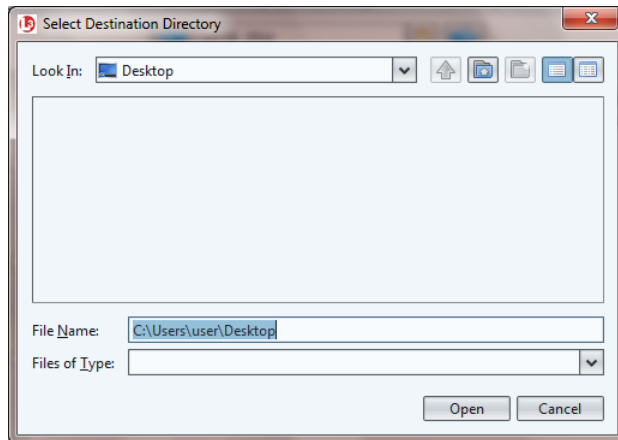 Select Destination Directory
Look In: Desktop
File Name: C:\Users\user\Desktop
Files of Type:
Open Cancel